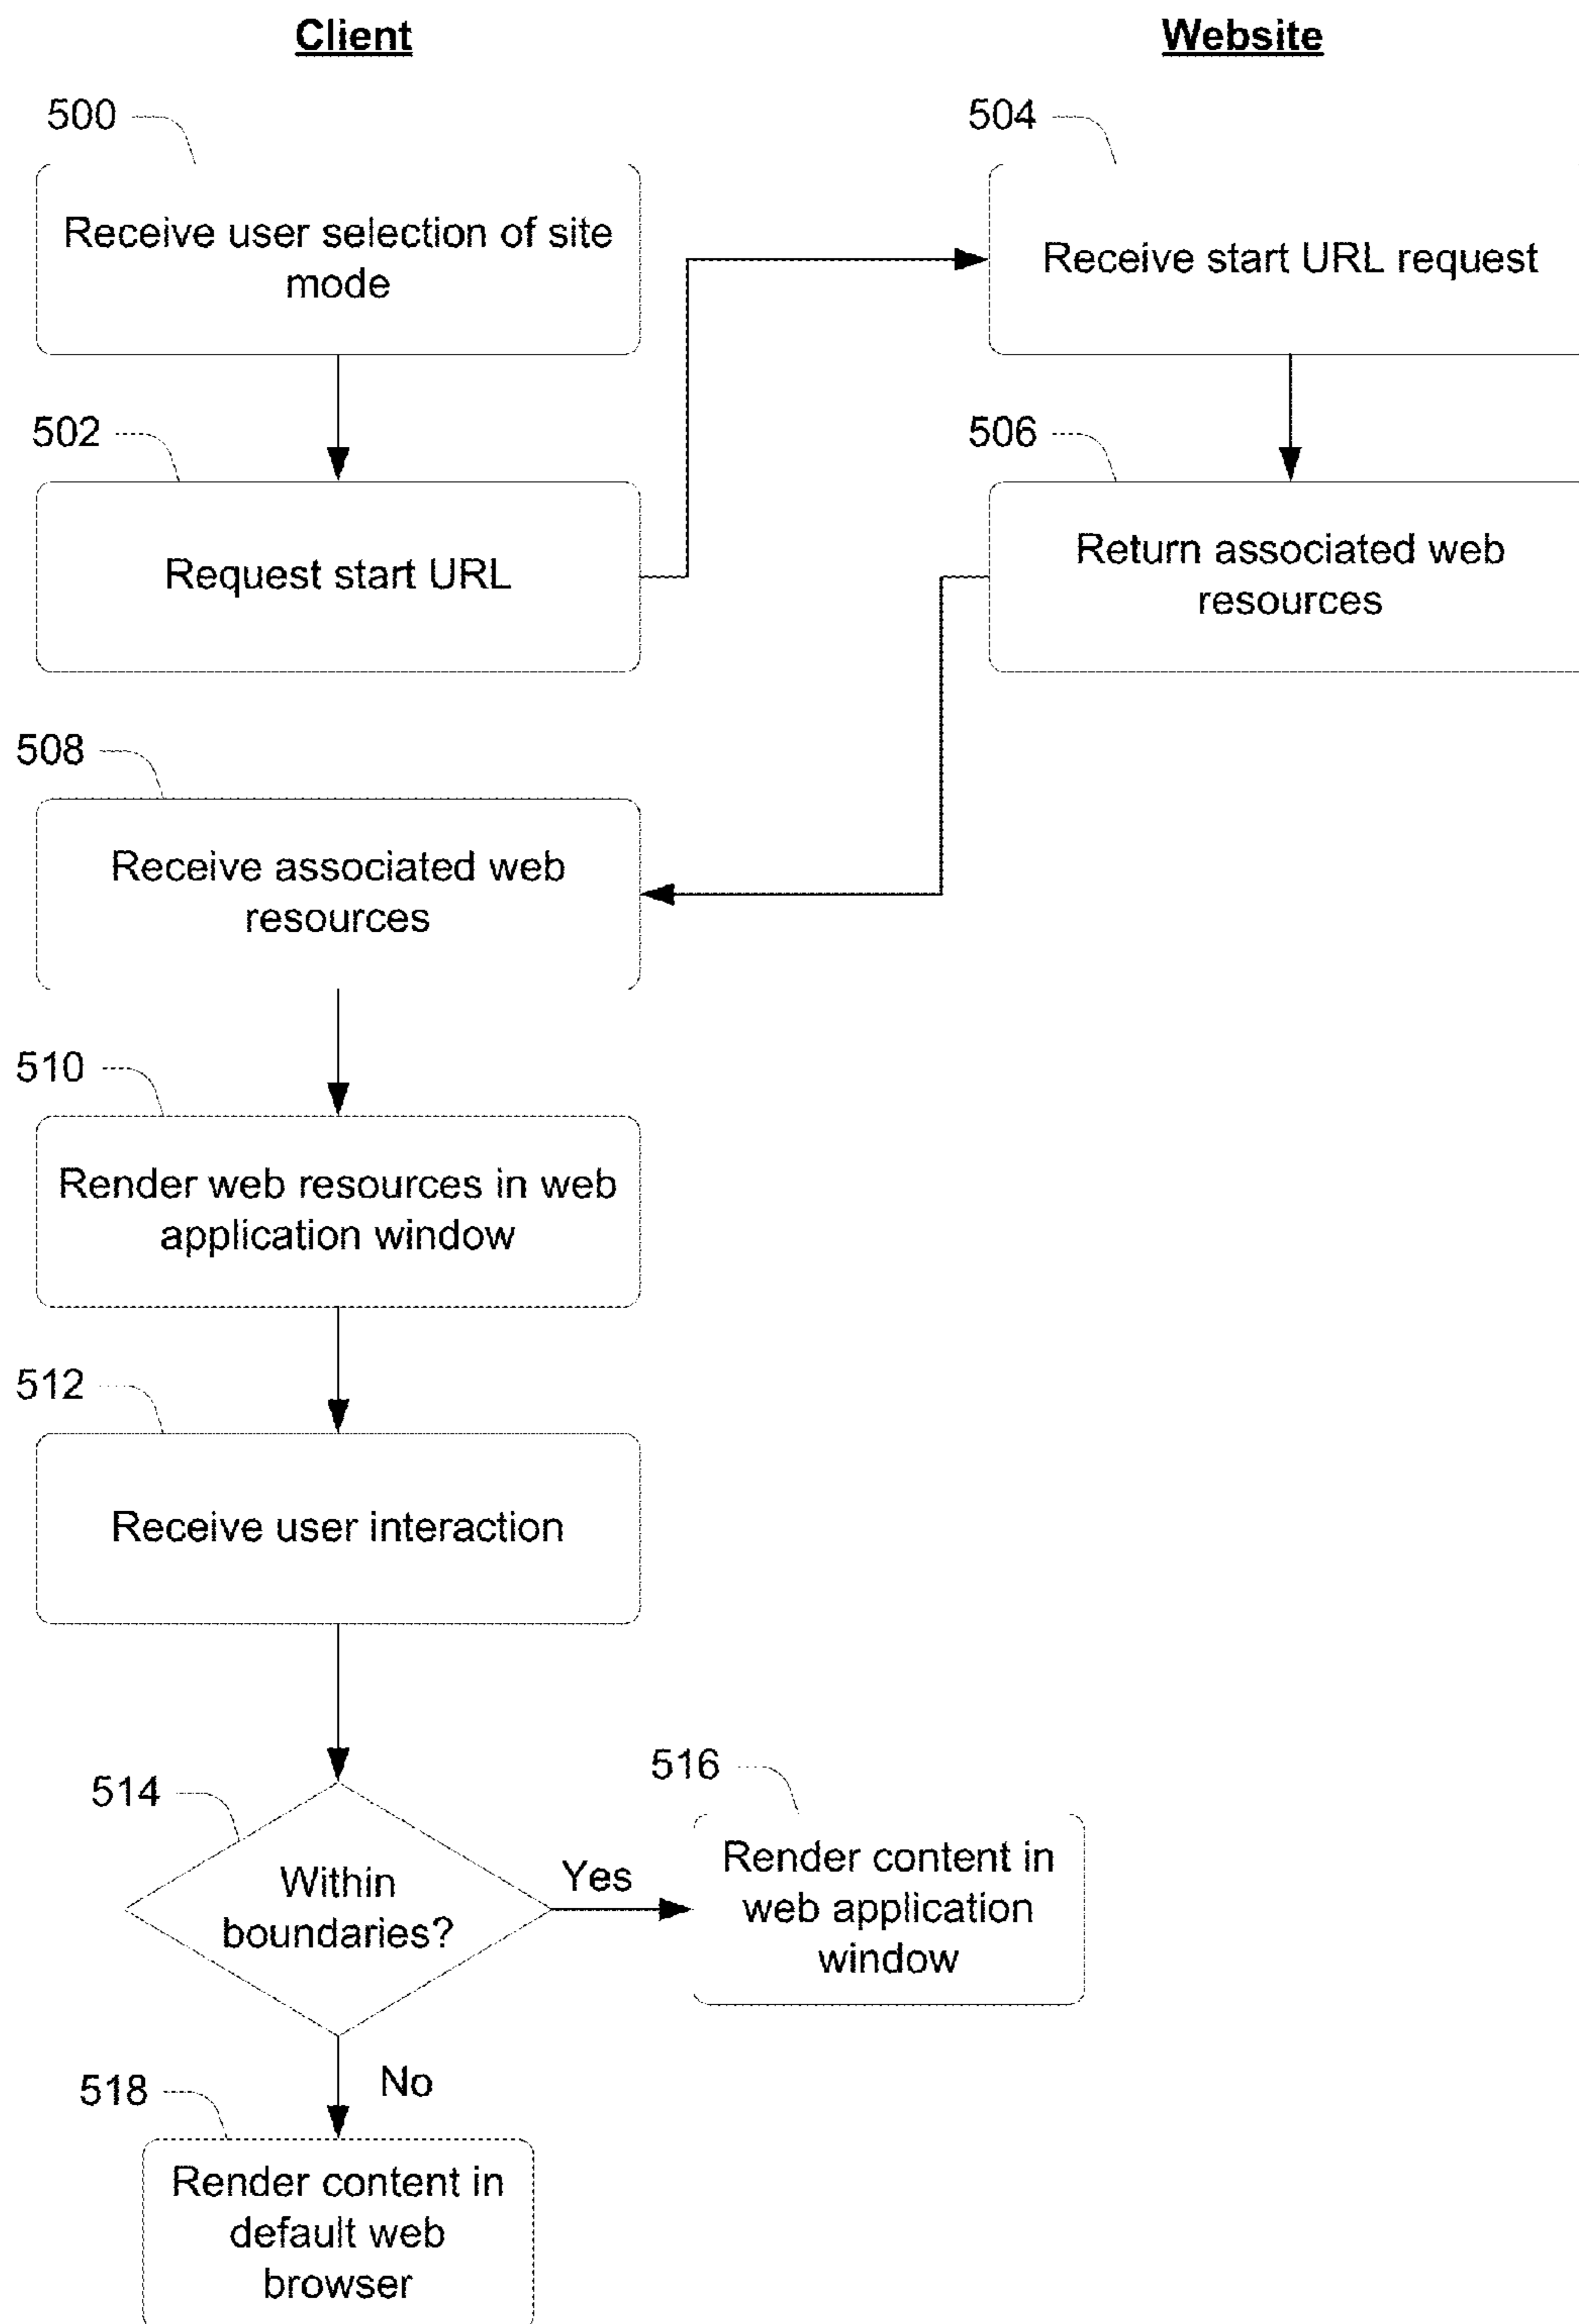 Client
Website
500
Receive user selection of site
mode
504
Receive start URL request
502
Request start URL
506
Return associated web
resources
508
Receive associated web
resources
510
Render web resources in web
application window
512
Receive user interaction
514
Within
boundaries?
Yes
516
Render content in
web application
window
No
518
Render content in
default web
browser